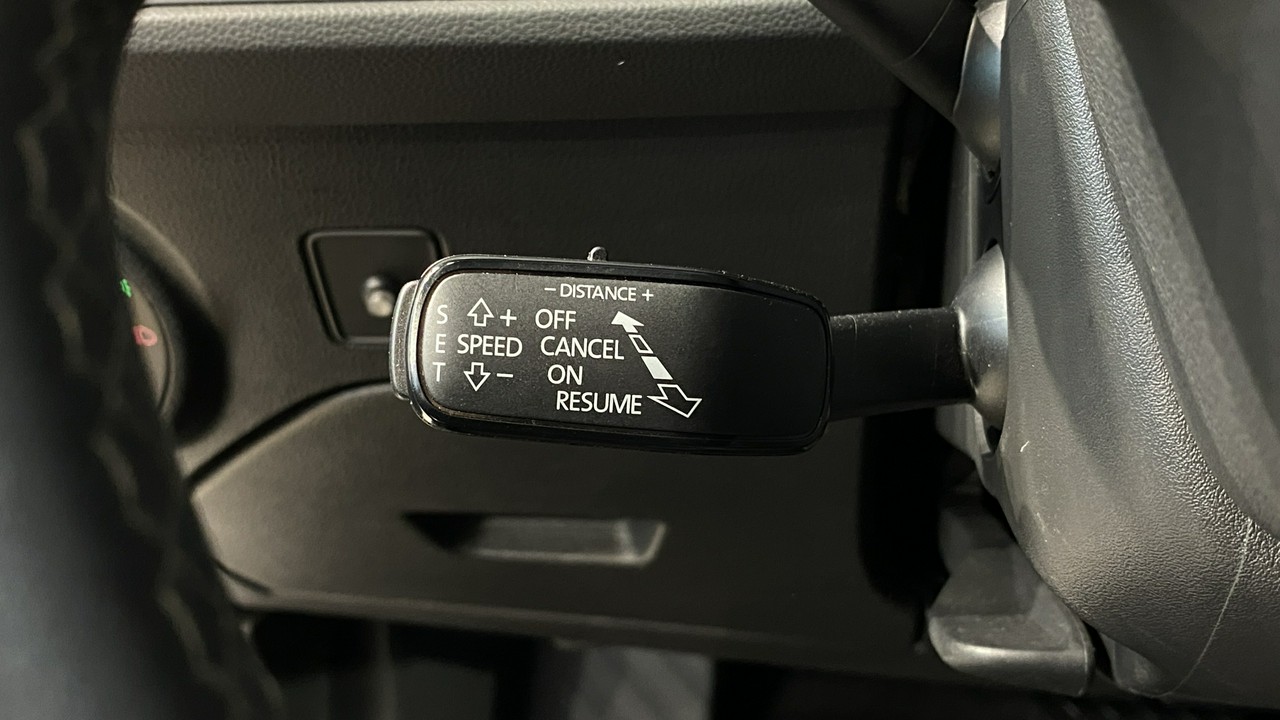 − DISTANCE +
S + OFF
E SPEED CANCEL
T − ON
RESUME